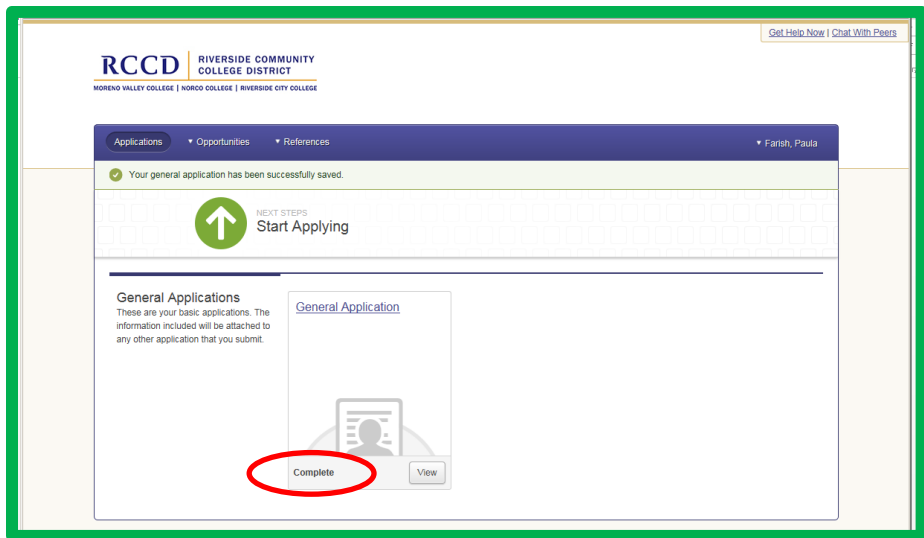 Get Help Now | Chat With Peers
RCCD RIVERSIDE COMMUNITY
COLLEGE DISTRICT
MORENO VALLEY COLLEGE | NORCO COLLEGE | RIVERSIDE CITY COLLEGE
Applications ▾ Opportunities ▾ References ▾ Farish, Paula
Your general application has been successfully saved.
NEXT STEPS
Start Applying
General Applications
These are your basic applications. The
information included will be attached to
any other application that you submit.
General Application
Complete View